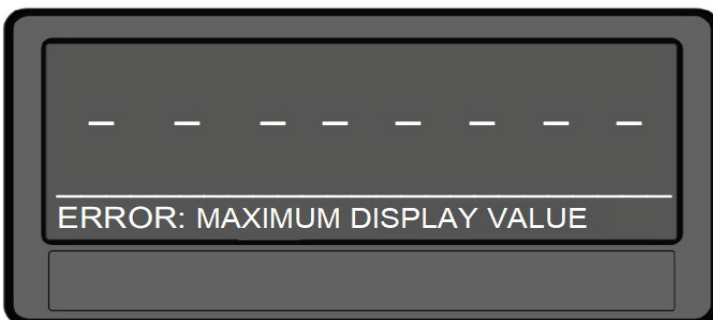 – – – – – – – –
ERROR: MAXIMUM DISPLAY VALUE